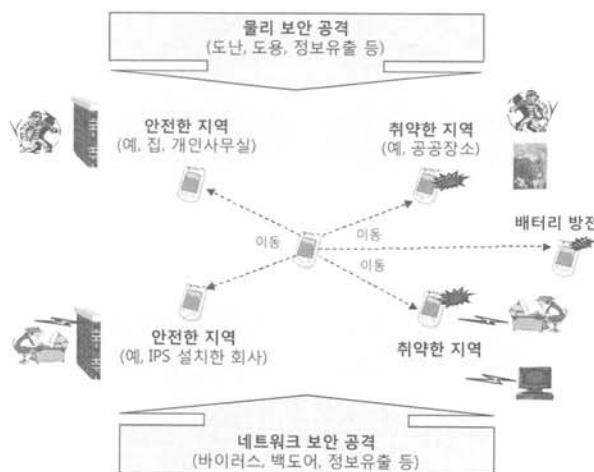 물리 보안 공격
(도난, 도용, 정보유출 등)
안전한 지역
(예, 집, 개인사무실)
취약한 지역
(예, 공공장소)
배터리 방전
이동
이동
이동
안전한 지역
(예, IPS 설치한 회사)
취약한 지역
네트워크 보안 공격
(바이러스, 백도어, 정보유출 등)